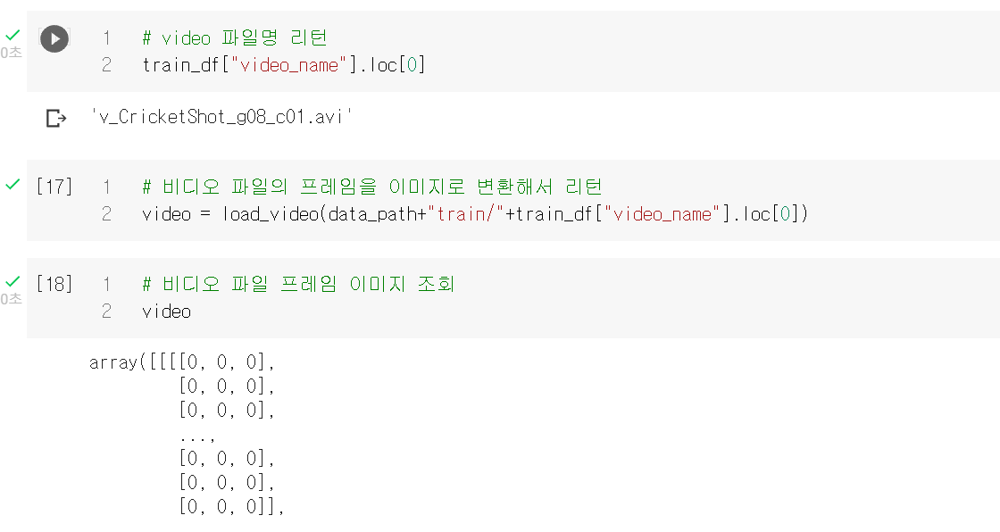 0초
1 # video 파일명 리턴
2 train_df["video_name"].loc[0]
'v_CricketShot_g08_c01.avi'
[17] 1 # 비디오 파일의 프레임을 이미지로 변환해서 리턴
2 video = load_video(data_path+"train/"+train_df["video_name"].loc[0])
0초
[18] 1 # 비디오 파일 프레임 이미지 조회
2 video
array([[[[0, 0, 0],
[0, 0, 0],
[0, 0, 0],
...,
[0, 0, 0],
[0, 0, 0],
[0, 0, 0]],